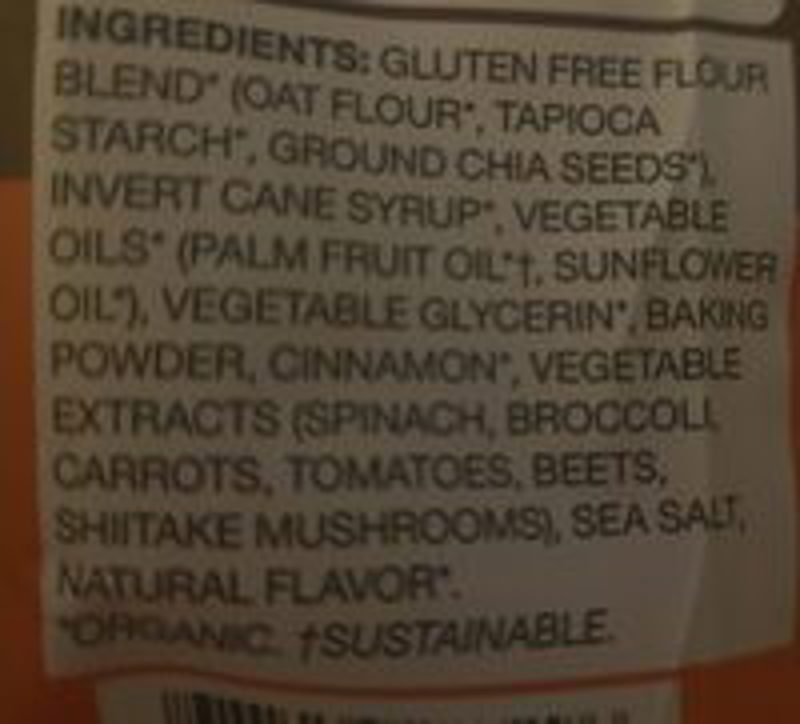 INGREDIENTS: GLUTEN FREE FLOUR
BLEND* (OAT FLOUR*, TAPIOCA
STARCH*, GROUND CHIA SEEDS*),
INVERT CANE SYRUP*, VEGETABLE
OILS* (PALM FRUIT OIL*†, SUNFLOWER
OIL*), VEGETABLE GLYCERIN*, BAKING
POWDER, CINNAMON*, VEGETABLE
EXTRACTS (SPINACH, BROCCOLI,
CARROTS, TOMATOES, BEETS,
SHIITAKE MUSHROOMS), SEA SALT,
NATURAL FLAVOR*.
*ORGANIC. †SUSTAINABLE.